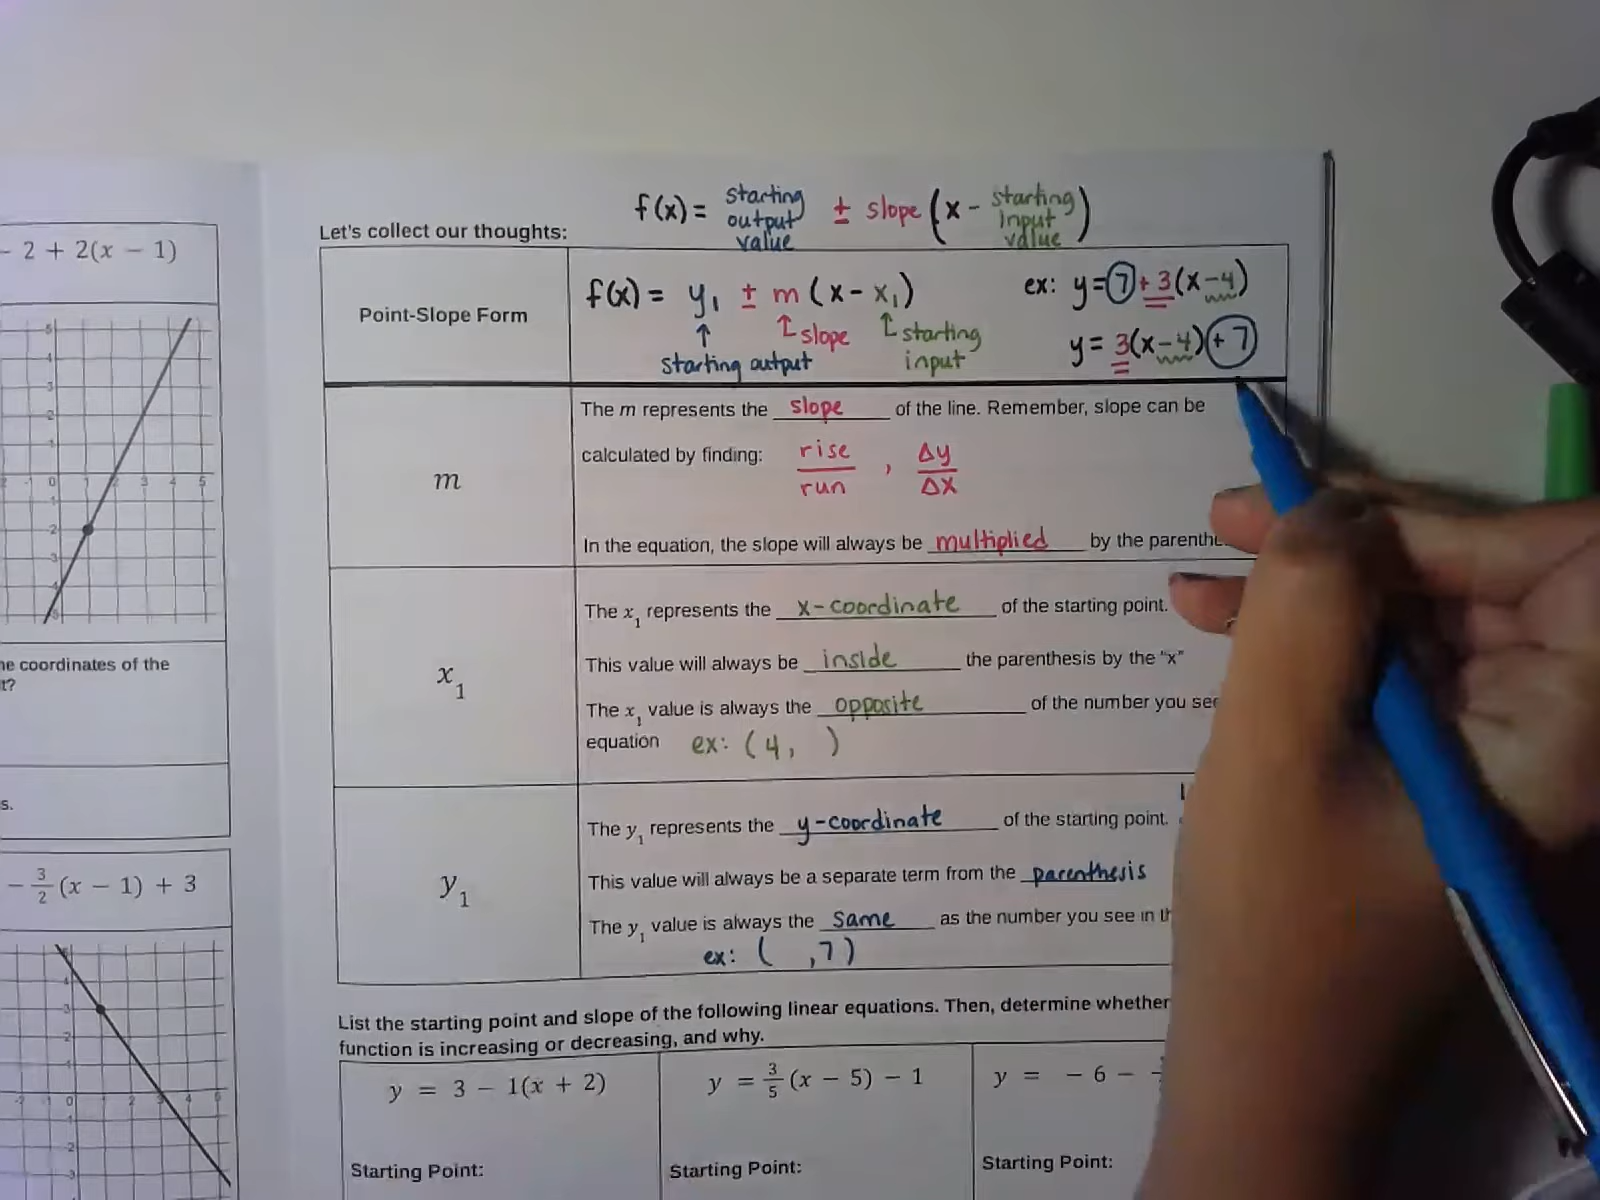 - 2 + 2(x - 1)
ne coordinates of the
t?
s.
- 3/2 (x - 1) + 3
f(x) = starting output value ± slope (x - starting input value)
Let's collect our thoughts:
Point-Slope Form
f(x) = y₁ ± m (x - x₁)
↑ starting output
↑ slope
↑ starting input
ex: y = 7 + 3(x - 4)
y = 3(x - 4) + 7
m
The m represents the slope of the line. Remember, slope can be
calculated by finding: rise/run , Δy/Δx
In the equation, the slope will always be multiplied by the parenthe
x₁
The x₁ represents the x-coordinate of the starting point.
This value will always be inside the parenthesis by the "x"
The x₁ value is always the opposite of the number you see
equation ex: (4, )
y₁
The y₁ represents the y-coordinate of the starting point.
This value will always be a separate term from the parenthesis
The y₁ value is always the same as the number you see in th
ex: ( , 7)
List the starting point and slope of the following linear equations. Then, determine whether
function is increasing or decreasing, and why.
y = 3 - 1(x + 2)
y = 3/5 (x - 5) - 1
y = - 6 -
Starting Point:
Starting Point:
Starting Point: